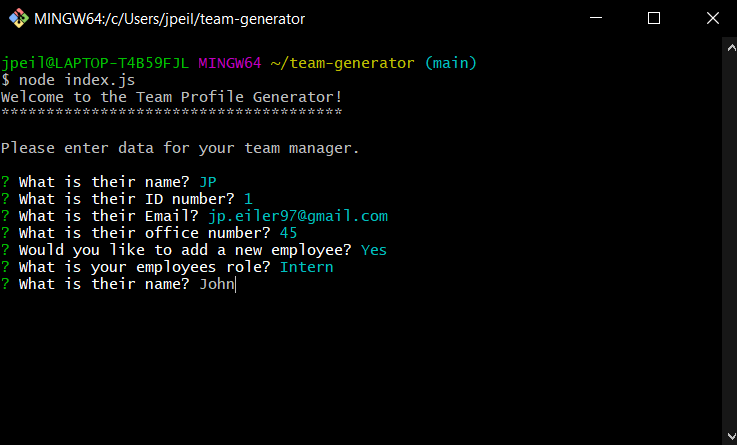 MINGW64:/c/Users/jpeil/team-generator
jpeil@LAPTOP-T4B59FJL MINGW64 ~/team-generator (main)
$ node index.js
Welcome to the Team Profile Generator!
**************************************
Please enter data for your team manager.
? What is their name? JP
? What is their ID number? 1
? What is their Email? jp.eiler97@gmail.com
? What is their office number? 45
? Would you like to add a new employee? Yes
? What is your employees role? Intern
? What is their name? John